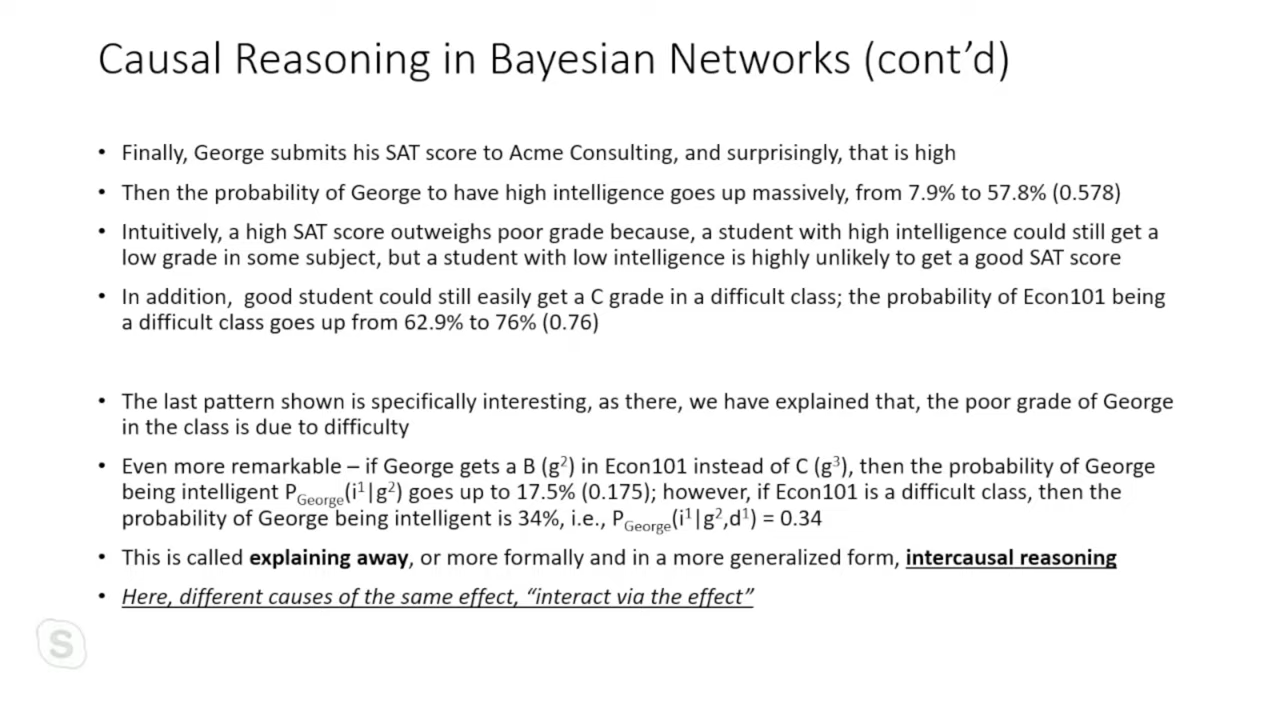 Causal Reasoning in Bayesian Networks (cont’d)
• Finally, George submits his SAT score to Acme Consulting, and surprisingly, that is high
• Then the probability of George to have high intelligence goes up massively, from 7.9% to 57.8% (0.578)
• Intuitively, a high SAT score outweighs poor grade because, a student with high intelligence could still get a
low grade in some subject, but a student with low intelligence is highly unlikely to get a good SAT score
• In addition,  good student could still easily get a C grade in a difficult class; the probability of Econ101 being
a difficult class goes up from 62.9% to 76% (0.76)
• The last pattern shown is specifically interesting, as there, we have explained that, the poor grade of George
in the class is due to difficulty
• Even more remarkable – if George gets a B (g²) in Econ101 instead of C (g³), then the probability of George
being intelligent P_George(i¹|g²) goes up to 17.5% (0.175); however, if Econ101 is a difficult class, then the
probability of George being intelligent is 34%, i.e., P_George(i¹|g²,d¹) = 0.34
• This is called explaining away, or more formally and in a more generalized form, intercausal reasoning
• Here, different causes of the same effect, “interact via the effect”
S